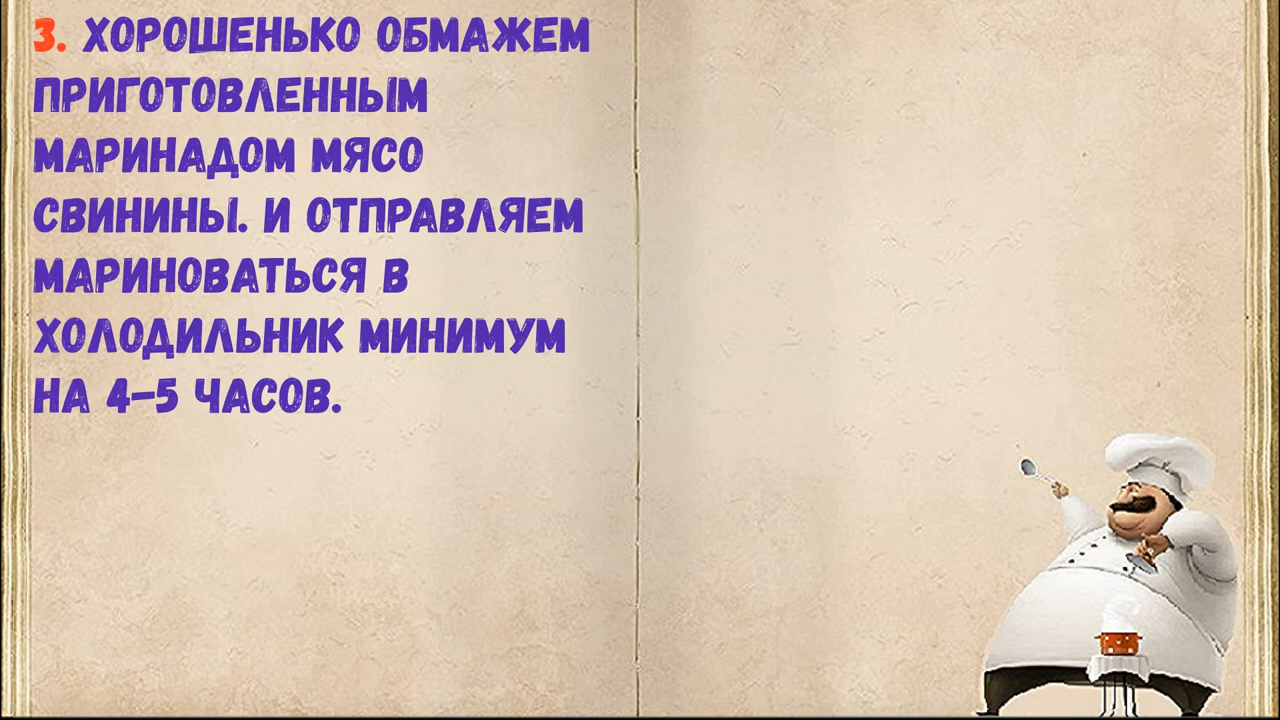 3. ХОРОШЕНЬКО ОБМАЖЕМ
ПРИГОТОВЛЕННЫМ
МАРИНАДОМ МЯСО
СВИНИНЫ. И ОТПРАВЛЯЕМ
МАРИНОВАТЬСЯ В
ХОЛОДИЛЬНИК МИНИМУМ
НА 4-5 ЧАСОВ.